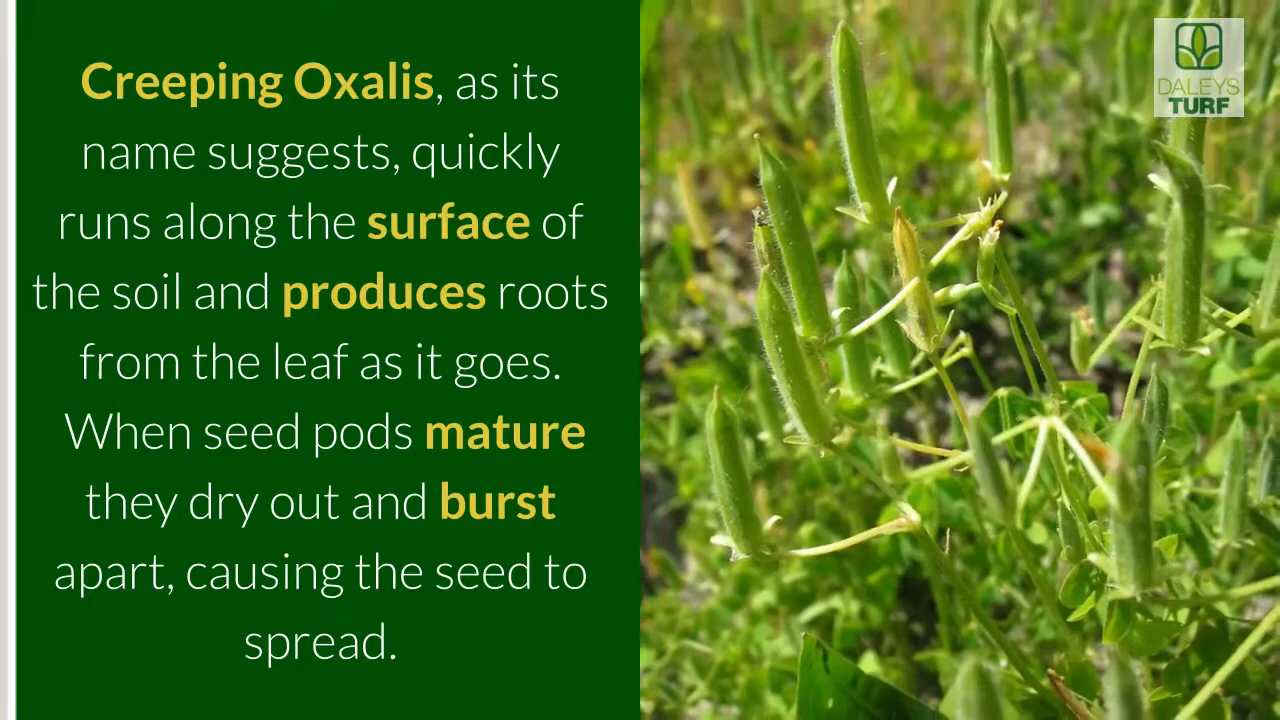 Creeping Oxalis, as its
name suggests, quickly
runs along the surface of
the soil and produces roots
from the leaf as it goes.
When seed pods mature
they dry out and burst
apart, causing the seed to
spread.
DALEYS
TURF